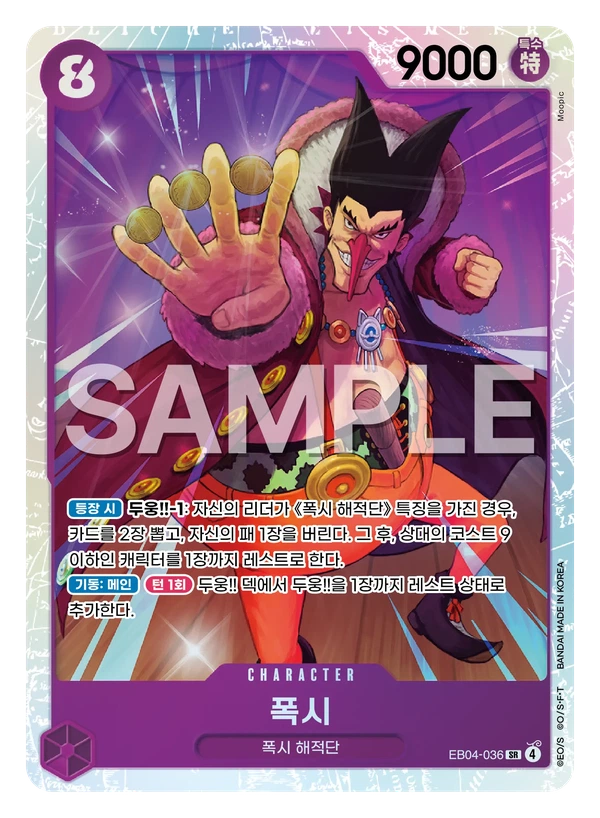 8
9000
특수
特
Moopic
SAMPLE
등장 시 두웅!!-1: 자신의 리더가 《폭시 해적단》 특징을 가진 경우,
카드를 2장 뽑고, 자신의 패 1장을 버린다. 그 후, 상대의 코스트 9
이하인 캐릭터를 1장까지 레스트로 한다.
기동: 메인 턴 1회 두웅!! 덱에서 두웅!!을 1장까지 레스트 상태로
추가한다.
CHARACTER
폭시
폭시 해적단
EB04-036 SR 4
©EO/S ©O/S·F·T BANDAI MADE IN KOREA